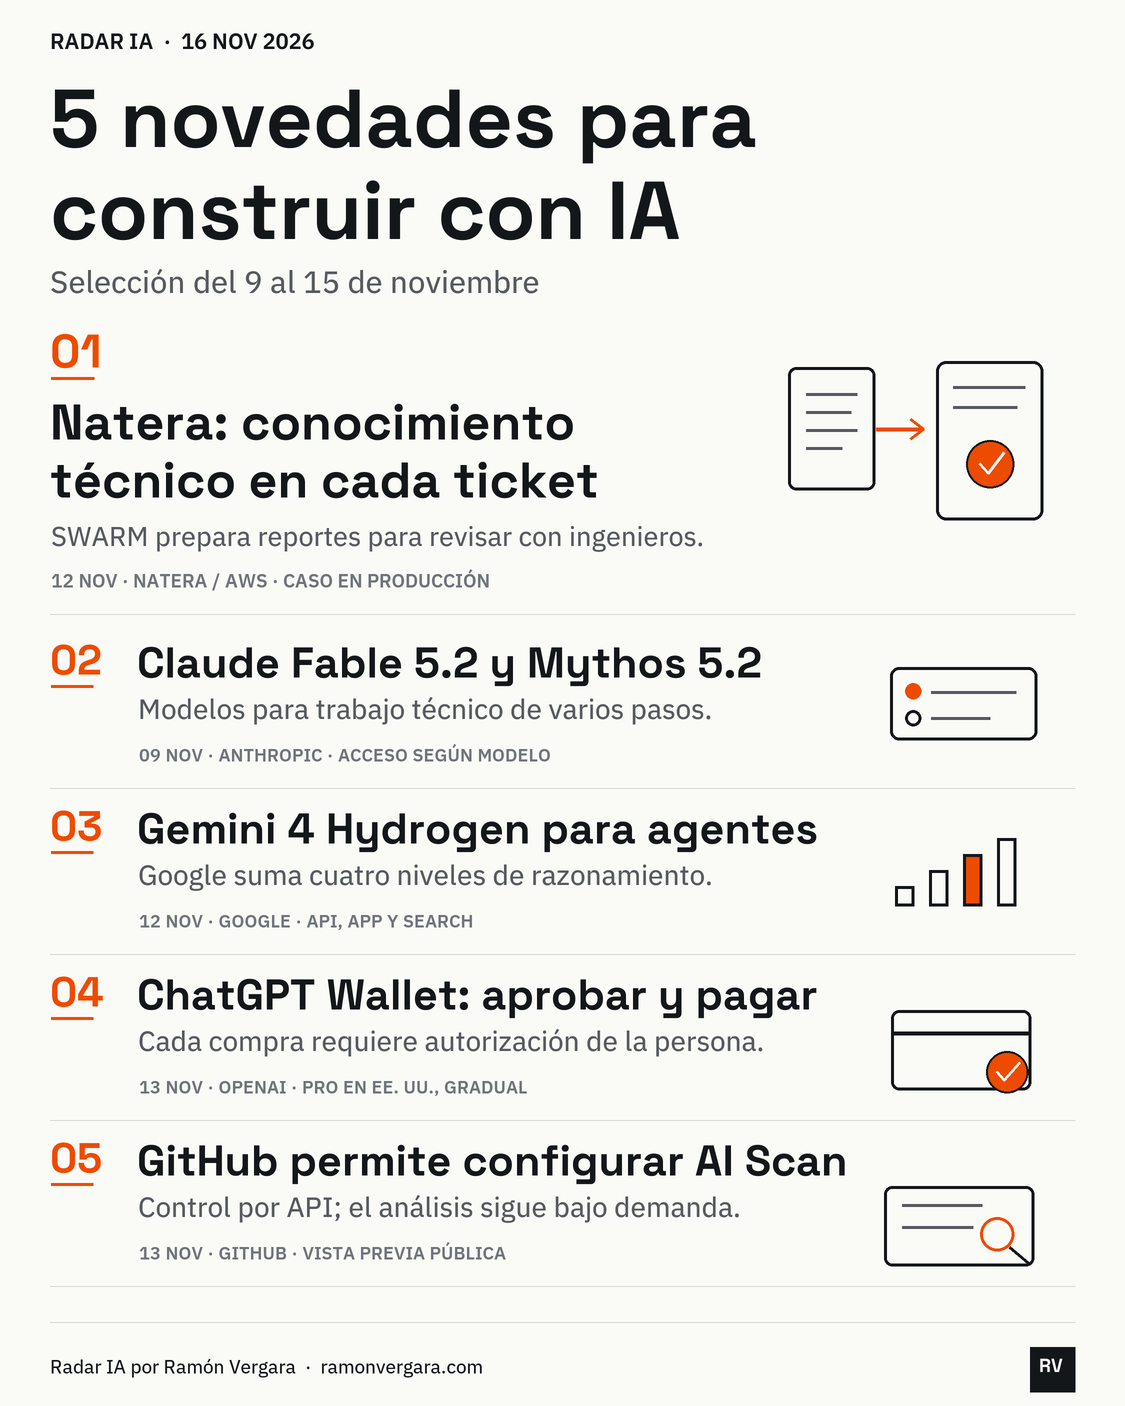 RADAR IA · 16 NOV 2026
5 novedades para
construir con IA
Selección del 9 al 15 de noviembre
01
Natera: conocimiento
técnico en cada ticket
SWARM prepara reportes para revisar con ingenieros.
12 NOV · NATERA / AWS · CASO EN PRODUCCIÓN
02
Claude Fable 5.2 y Mythos 5.2
Modelos para trabajo técnico de varios pasos.
09 NOV · ANTHROPIC · ACCESO SEGÚN MODELO
03
Gemini 4 Hydrogen para agentes
Google suma cuatro niveles de razonamiento.
12 NOV · GOOGLE · API, APP Y SEARCH
04
ChatGPT Wallet: aprobar y pagar
Cada compra requiere autorización de la persona.
13 NOV · OPENAI · PRO EN EE. UU., GRADUAL
05
GitHub permite configurar AI Scan
Control por API; el análisis sigue bajo demanda.
13 NOV · GITHUB · VISTA PREVIA PÚBLICA
Radar IA por Ramón Vergara · ramonvergara.com
RV